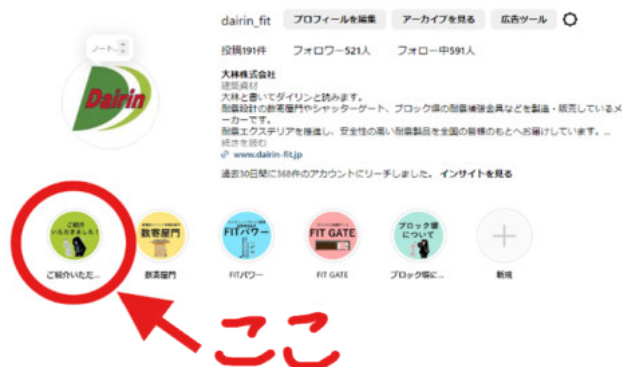 dairin_fit プロフィールを編集 アーカイブを見る 広告ツール
ノート...
投稿191件 フォロワー521人 フォロー中591人
Dairin
大林株式会社
建築資材
大林と書いてダイリンと読みます。
耐震設計の数寄屋門やシャッターゲート、ブロック塀の耐震補強金具などを製造・販売しているメ
ーカーです。
耐震エクステリアを推進し、安全性の高い耐震製品を全国の皆様のもとへお届けしています。...
続きを読む
www.dairin-fit.jp
過去30日間に368件のアカウントにリーチしました。 インサイトを見る
ご紹介
いただきました!
数寄屋門
FITパワー
FIT GATE
ブロック塀
について
ご紹介いただ... 数寄屋門 FITパワー FIT GATE ブロック塀に... 新規
ここ